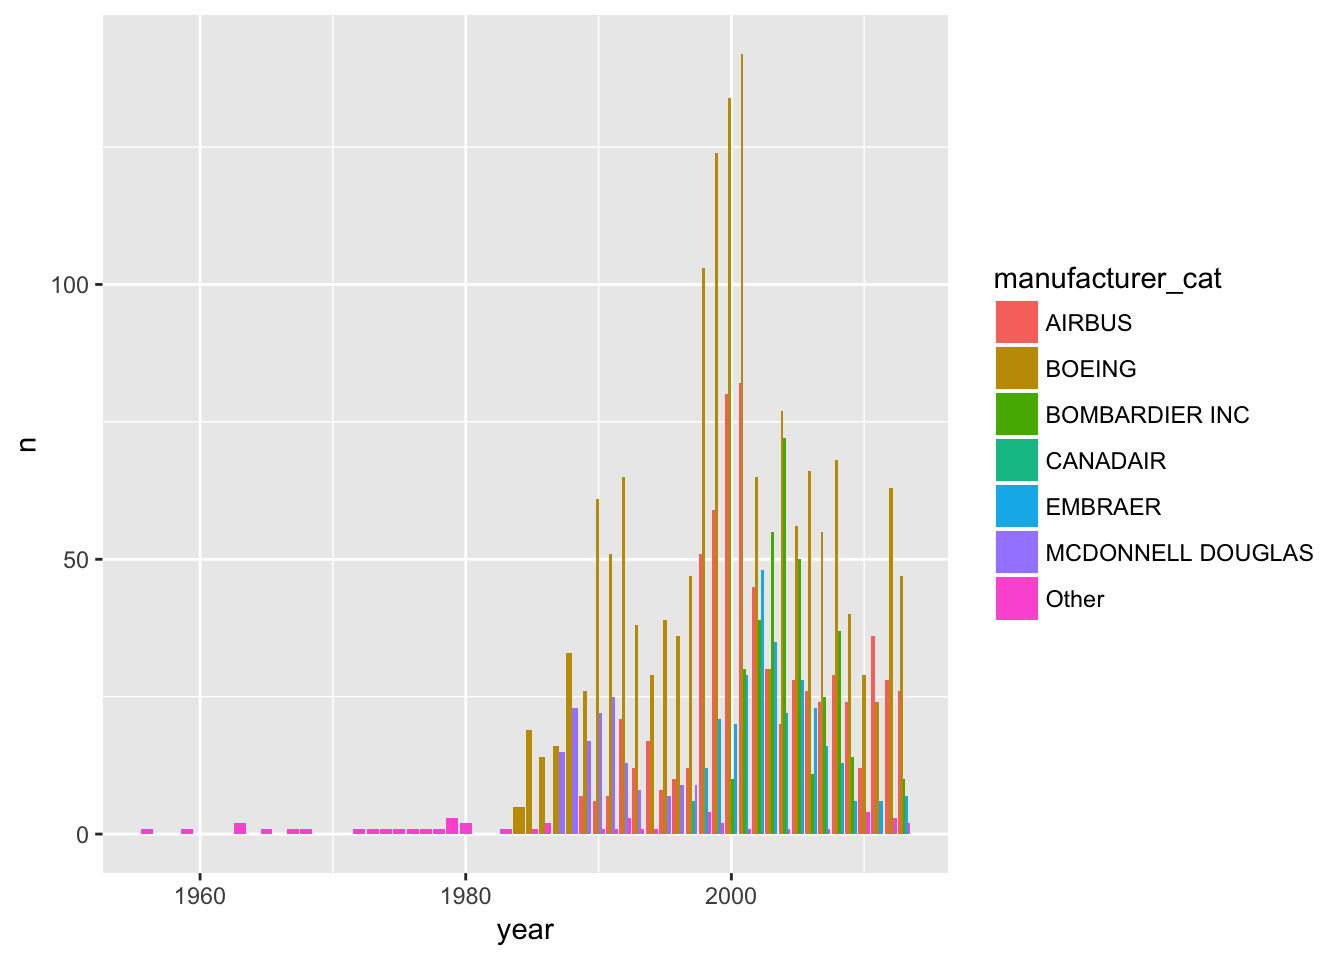 100
50
0
n
1960
1980
2000
year
manufacturer_cat
AIRBUS
BOEING
BOMBARDIER INC
CANADAIR
EMBRAER
MCDONNELL DOUGLAS
Other